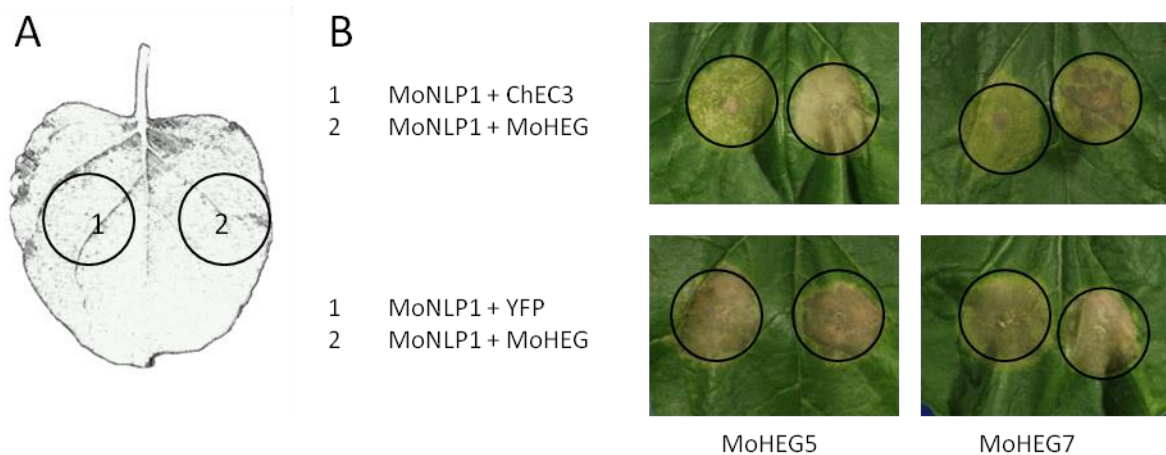 A
B
1 MoNLP1 + ChEC3
2 MoNLP1 + MoHEG
1
2
1 MoNLP1 + YFP
2 MoNLP1 + MoHEG
MoHEG5
MoHEG7